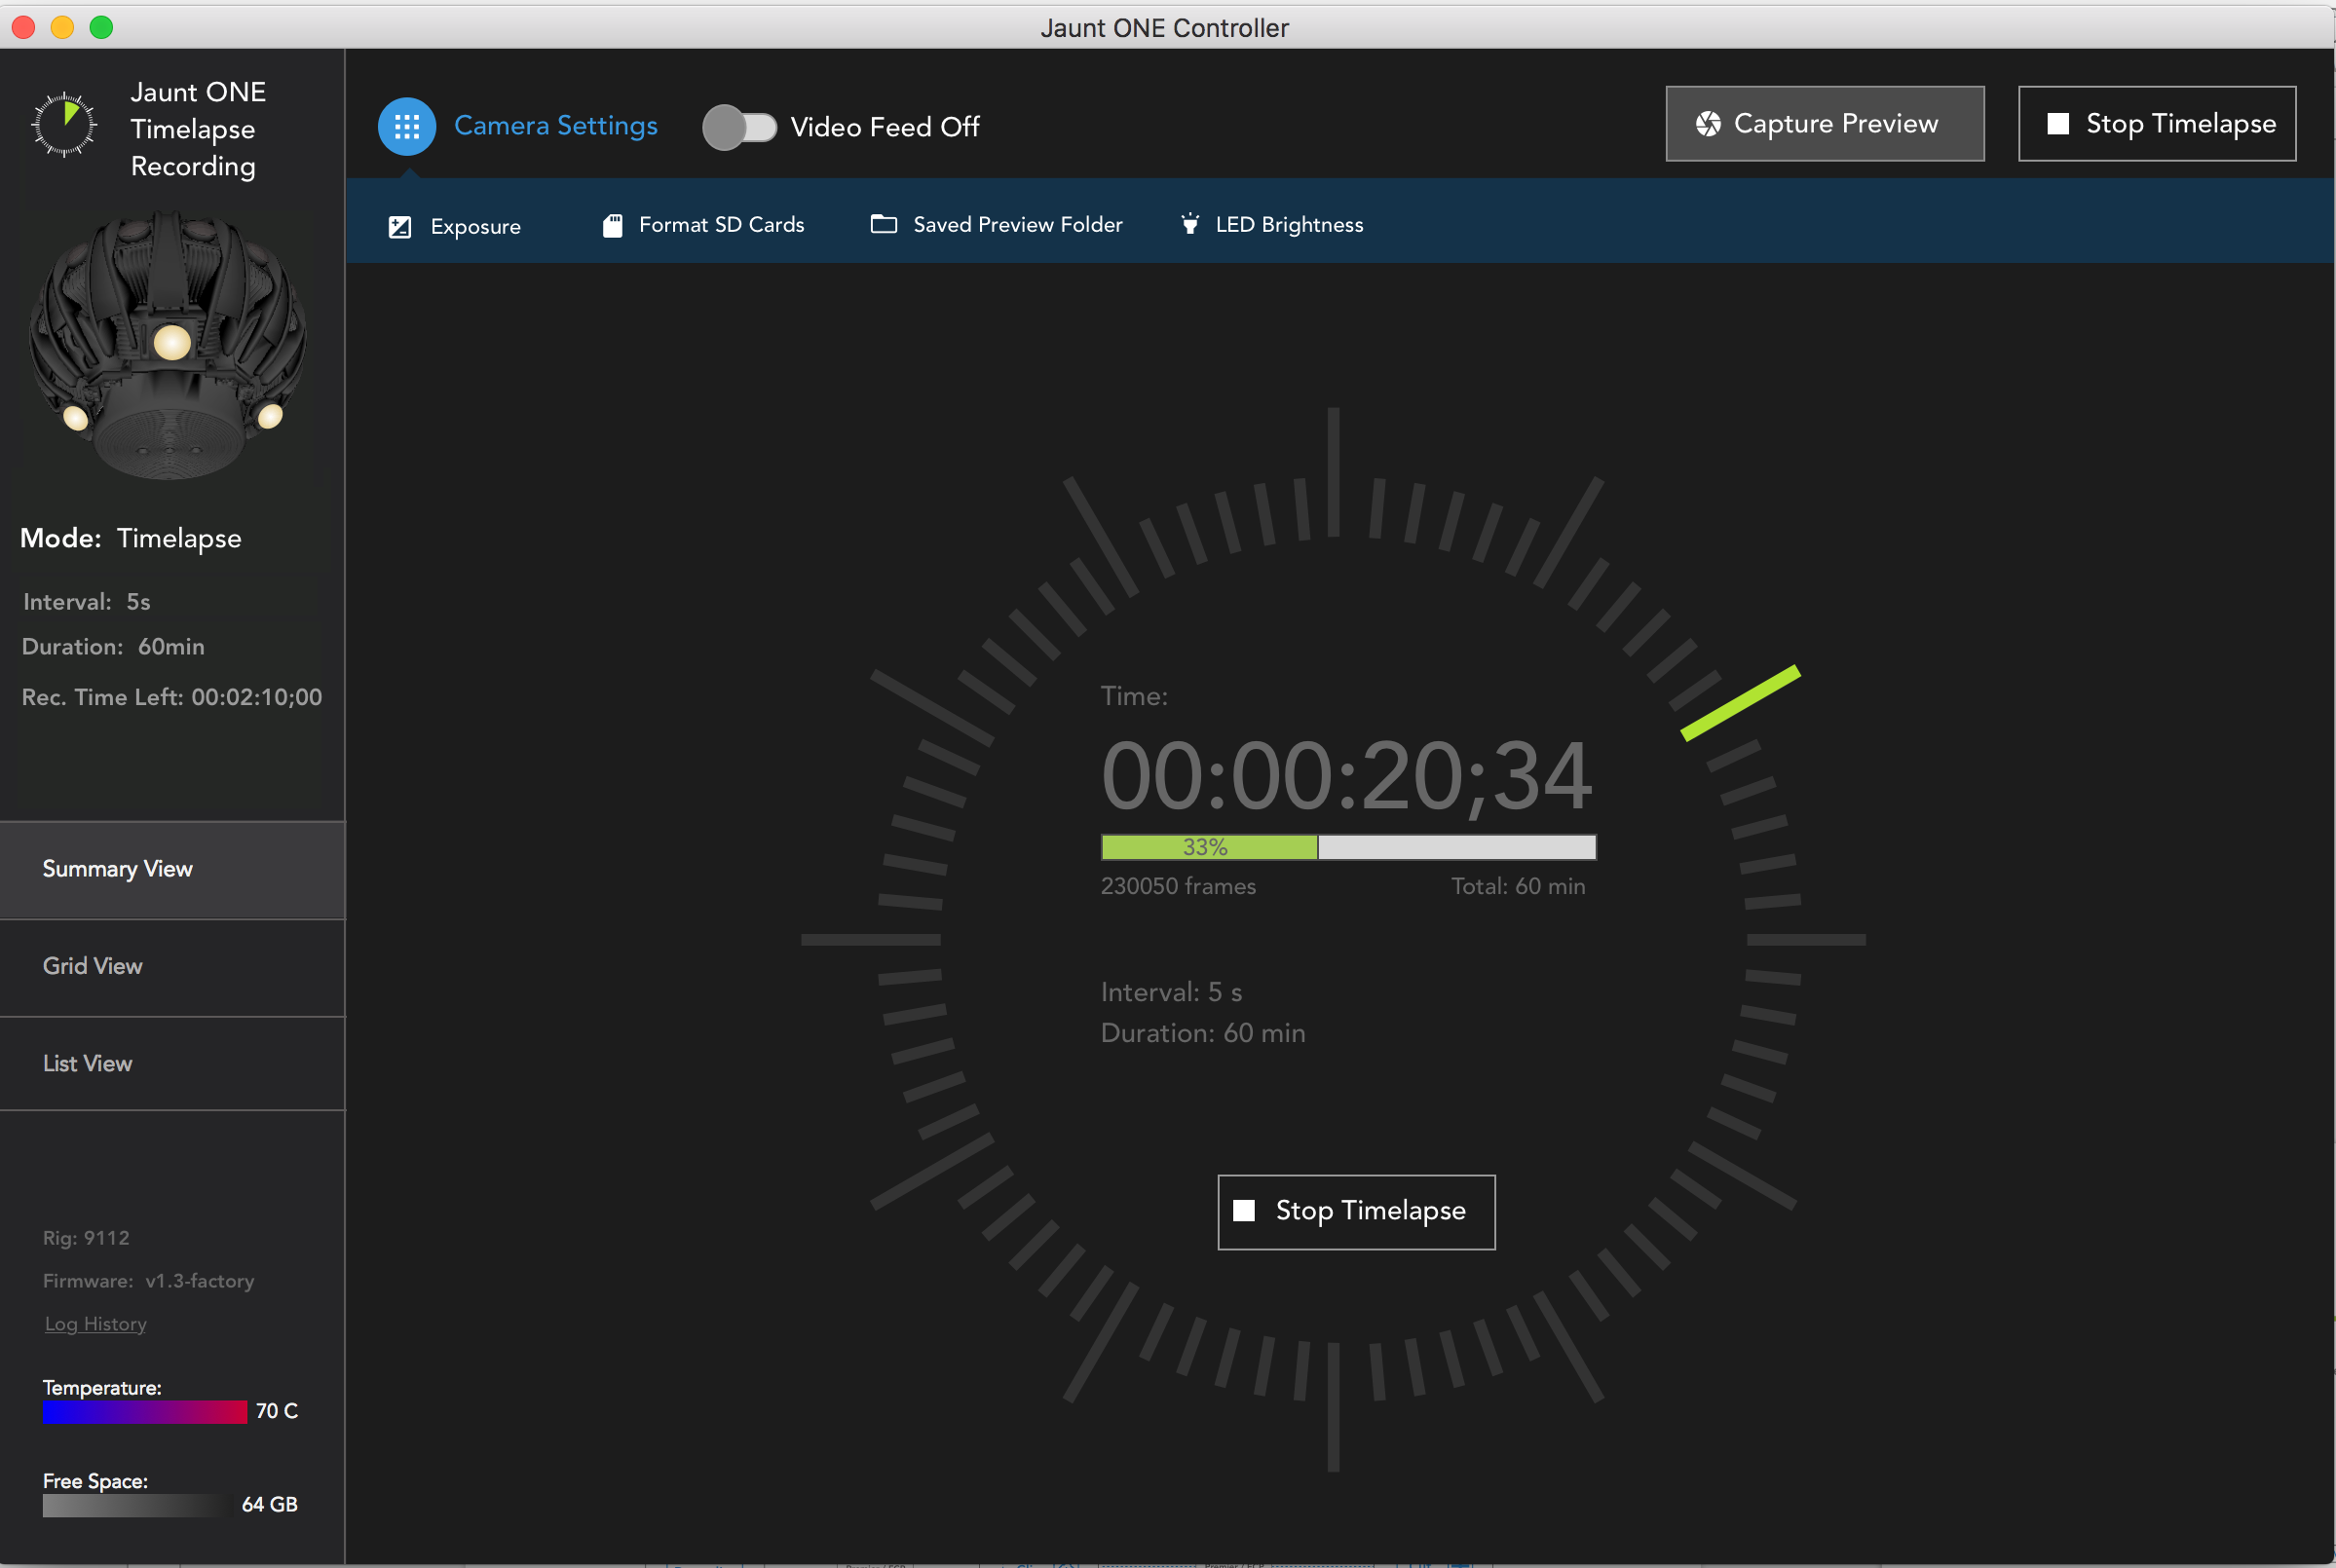 Jaunt ONE Controller
Jaunt ONE
Timelapse
Recording
Camera Settings
Video Feed Off
Capture Preview
Stop Timelapse
Exposure
Format SD Cards
Saved Preview Folder
LED Brightness
Mode: Timelapse
Interval: 5s
Duration: 60min
Rec. Time Left: 00:02:10;00
Summary View
Grid View
List View
Rig: 9112
Firmware: v1.3-factory
Log History
Temperature:
70 C
Free Space:
64 GB
Time:
00:00:20;34
33%
230050 frames
Total: 60 min
Interval: 5 s
Duration: 60 min
Stop Timelapse